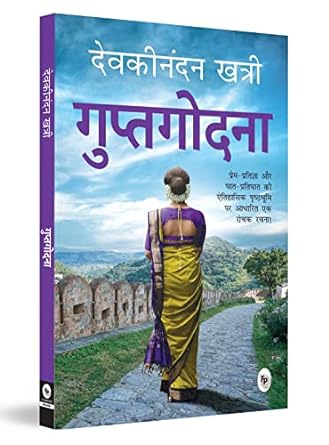 देवकीनंदन खत्री
गुप्तगोदना
प्रेम-प्रतिज्ञा और
घात-प्रतिघात की
ऐतिहासिक पृष्ठभूमि
पर आधारित एक
रोचक रचना!
देवकीनंदन खत्री
गुप्तगोदना
fp